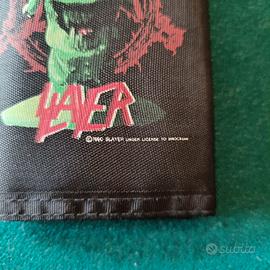 SLAYER
©1990 SLAYER UNDER LICENSE TO BROCKUM
subito